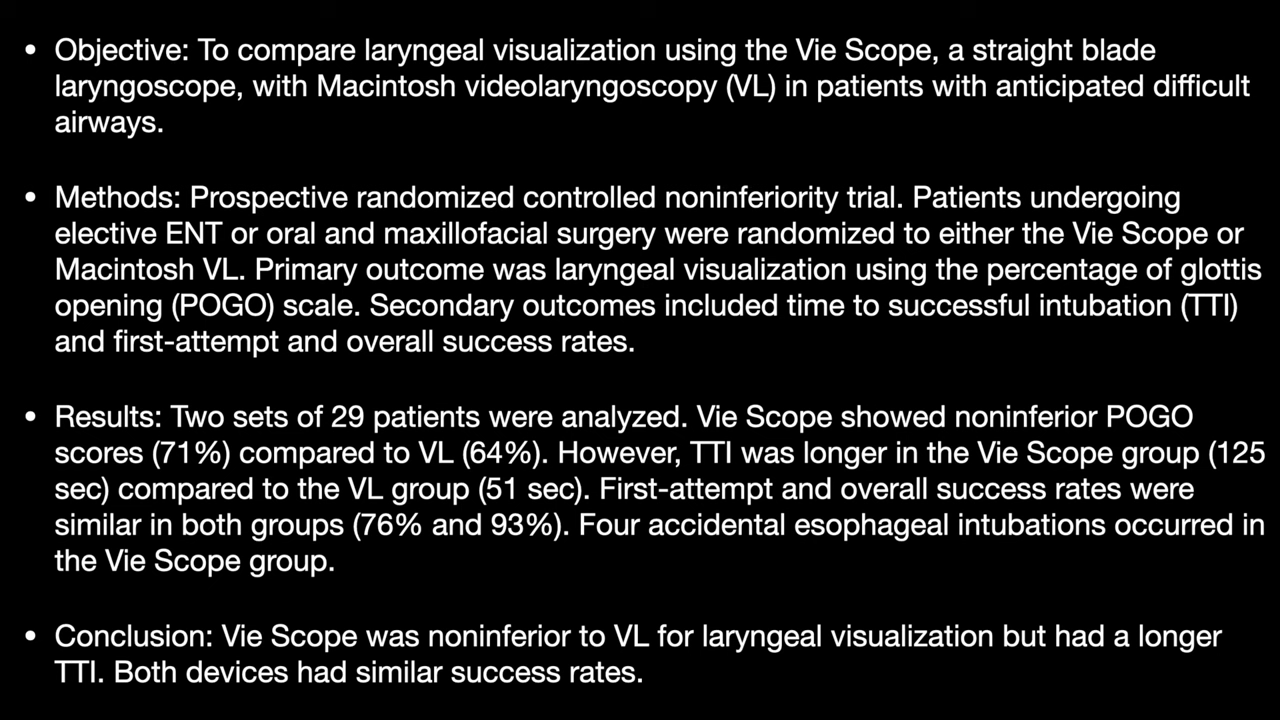 • Objective: To compare laryngeal visualization using the Vie Scope, a straight blade
laryngoscope, with Macintosh videolaryngoscopy (VL) in patients with anticipated difficult
airways.
• Methods: Prospective randomized controlled noninferiority trial. Patients undergoing
elective ENT or oral and maxillofacial surgery were randomized to either the Vie Scope or
Macintosh VL. Primary outcome was laryngeal visualization using the percentage of glottis
opening (POGO) scale. Secondary outcomes included time to successful intubation (TTI)
and first-attempt and overall success rates.
• Results: Two sets of 29 patients were analyzed. Vie Scope showed noninferior POGO
scores (71%) compared to VL (64%). However, TTI was longer in the Vie Scope group (125
sec) compared to the VL group (51 sec). First-attempt and overall success rates were
similar in both groups (76% and 93%). Four accidental esophageal intubations occurred in
the Vie Scope group.
• Conclusion: Vie Scope was noninferior to VL for laryngeal visualization but had a longer
TTI. Both devices had similar success rates.